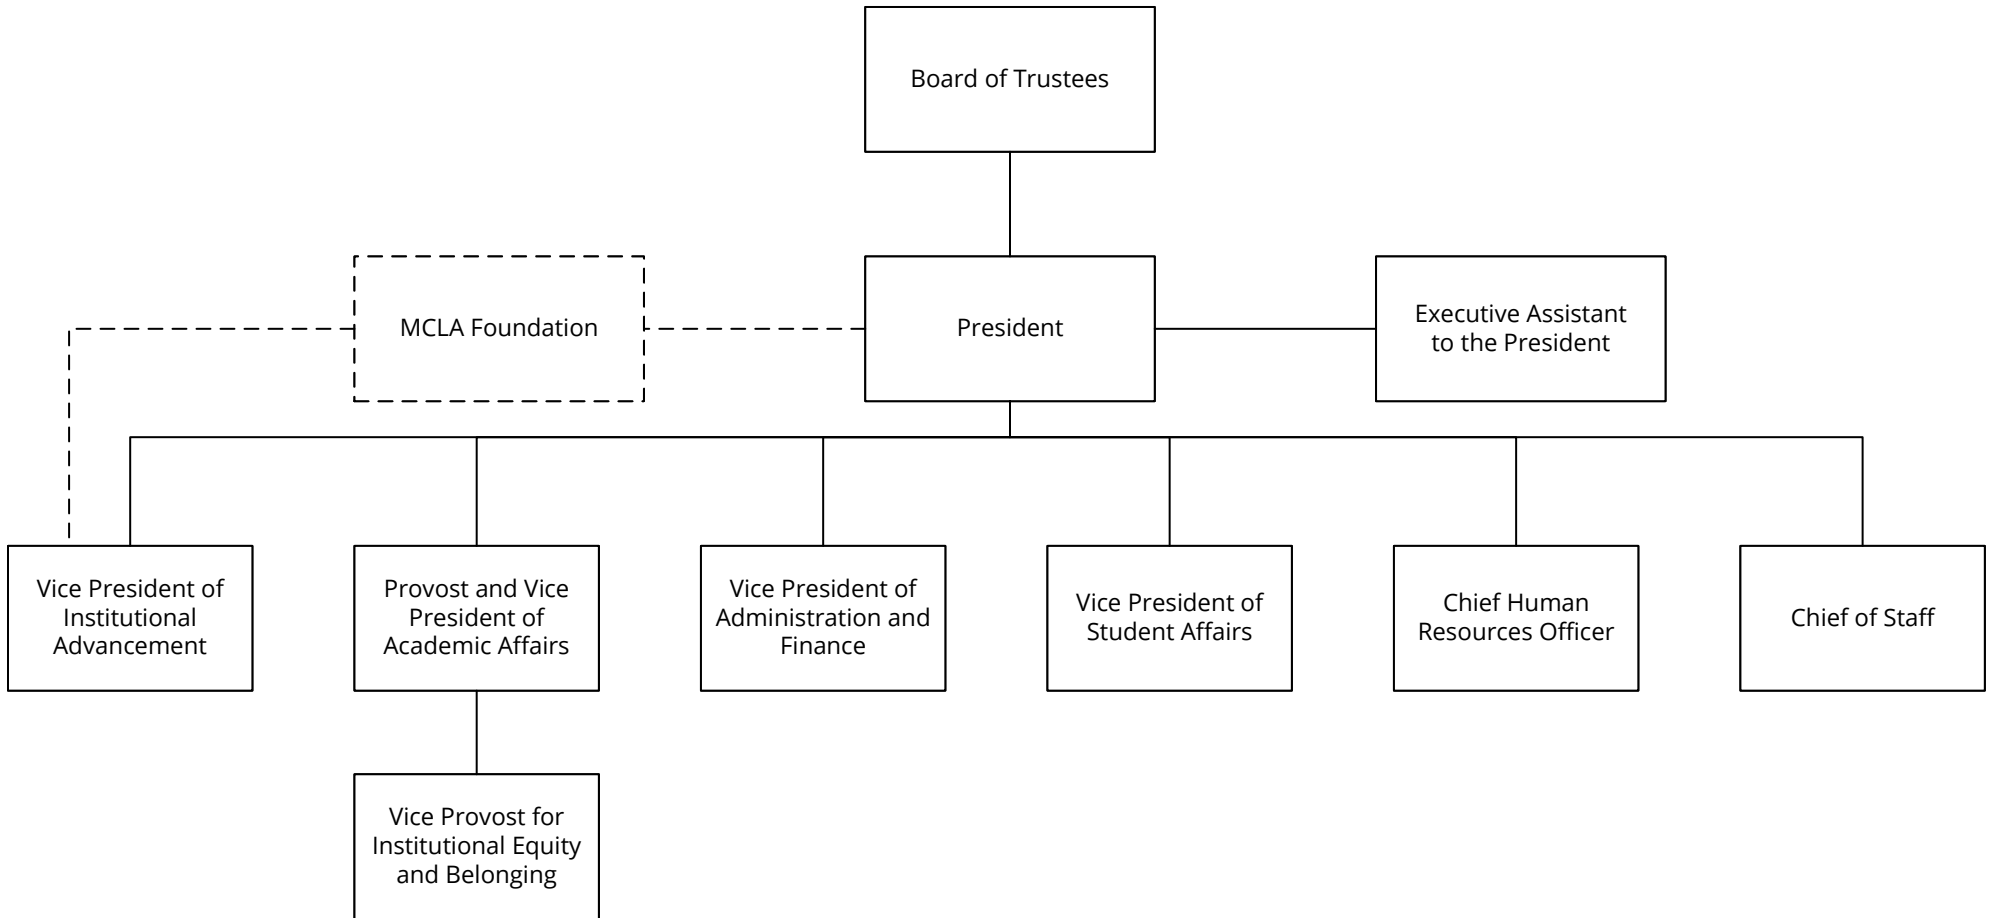 Board of Trustees
MCLA Foundation
President
Executive Assistant
to the President
Vice President of
Institutional
Advancement
Provost and Vice
President of
Academic Affairs
Vice President of
Administration and
Finance
Vice President of
Student Affairs
Chief Human
Resources Officer
Chief of Staff
Vice Provost for
Institutional Equity
and Belonging